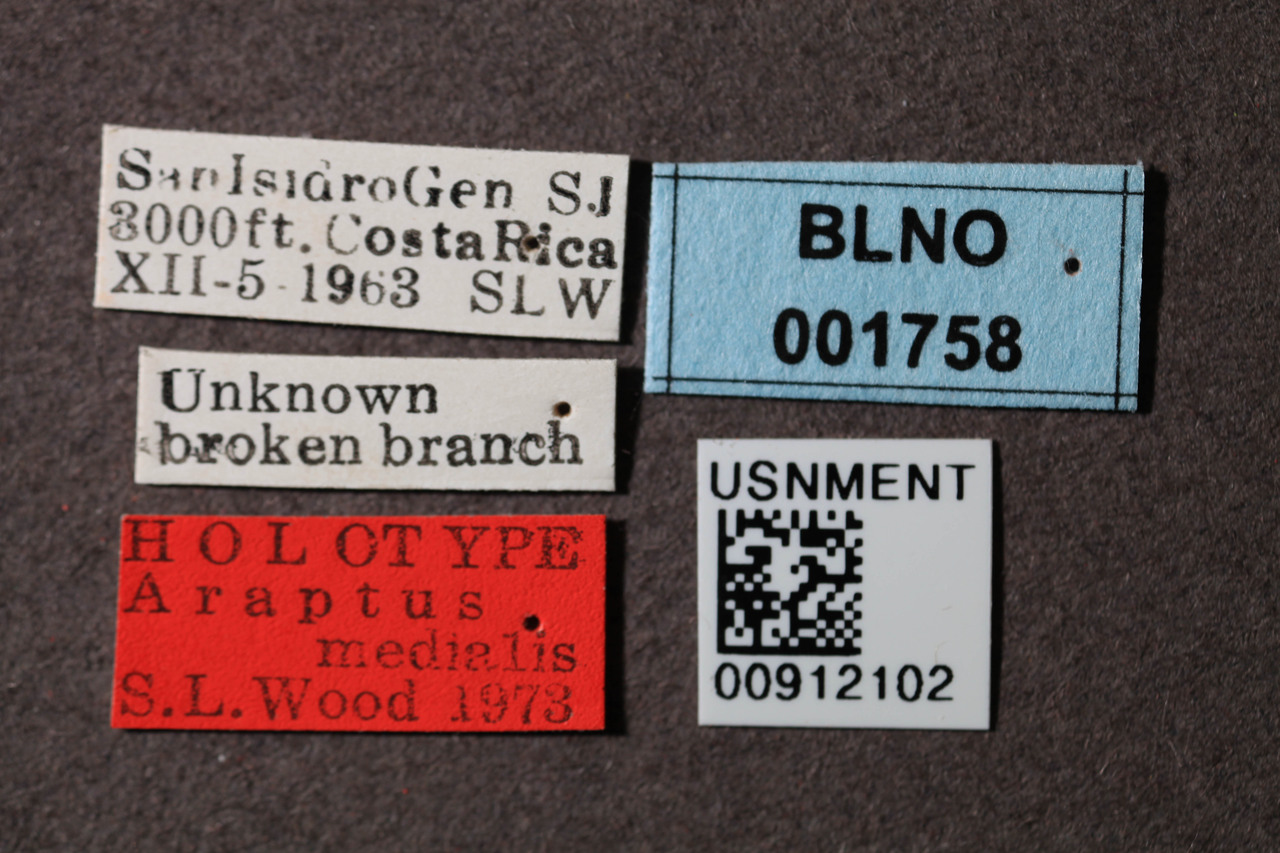 SanIsidroGen SJ
3000ft. CostaRica
XII-5-1963 SLW
Unknown
broken branch
HOLOTYPE
Araptus
medialis
S.L.Wood 1973
BLNO
001758
USNMENT
00912102